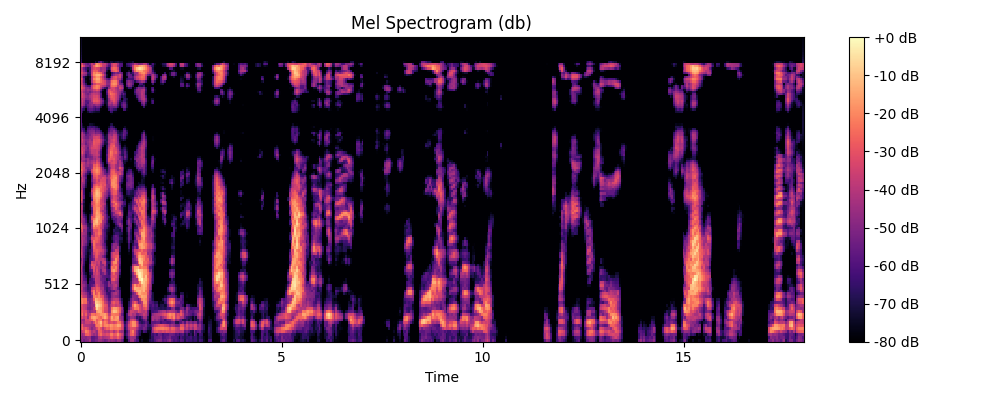 Mel Spectrogram (db)
8192
4096
2048
1024
512
0
Hz
0 5 10 15
Time
+0 dB
-10 dB
-20 dB
-30 dB
-40 dB
-50 dB
-60 dB
-70 dB
-80 dB